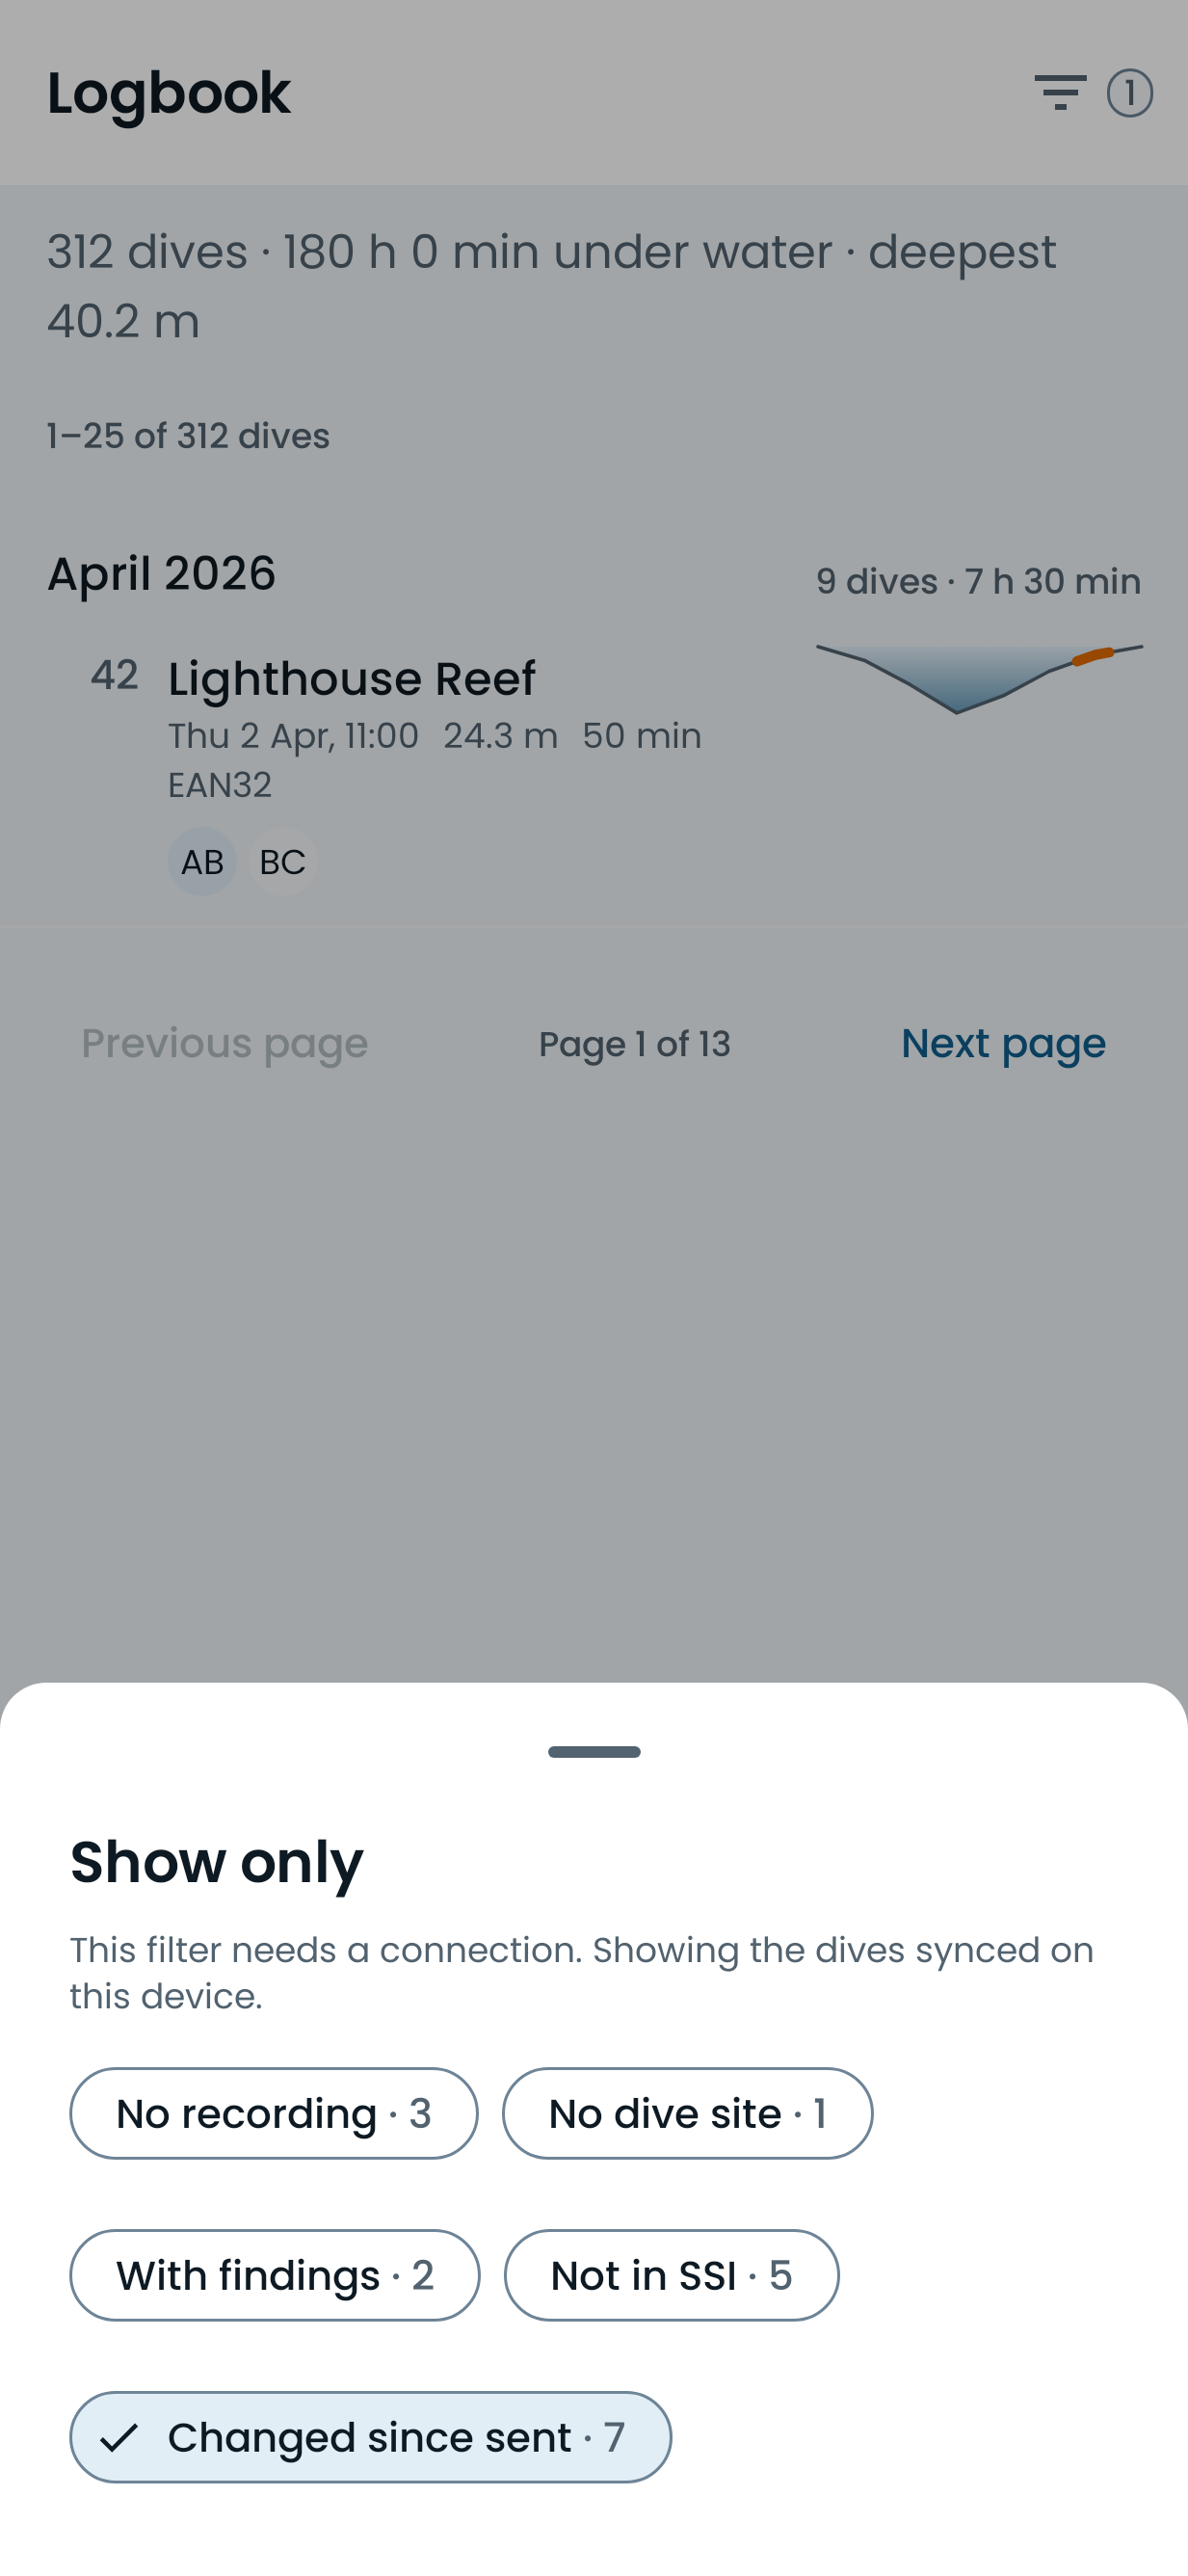 Logbook
1
312 dives · 180 h 0 min under water · deepest
40.2 m
1–25 of 312 dives
April 2026
9 dives · 7 h 30 min
42 Lighthouse Reef
Thu 2 Apr, 11:00 24.3 m 50 min
EAN32
AB BC
Previous page Page 1 of 13 Next page
Show only
This filter needs a connection. Showing the dives synced on
this device.
No recording · 3 No dive site · 1
With findings · 2 Not in SSI · 5
Changed since sent · 7